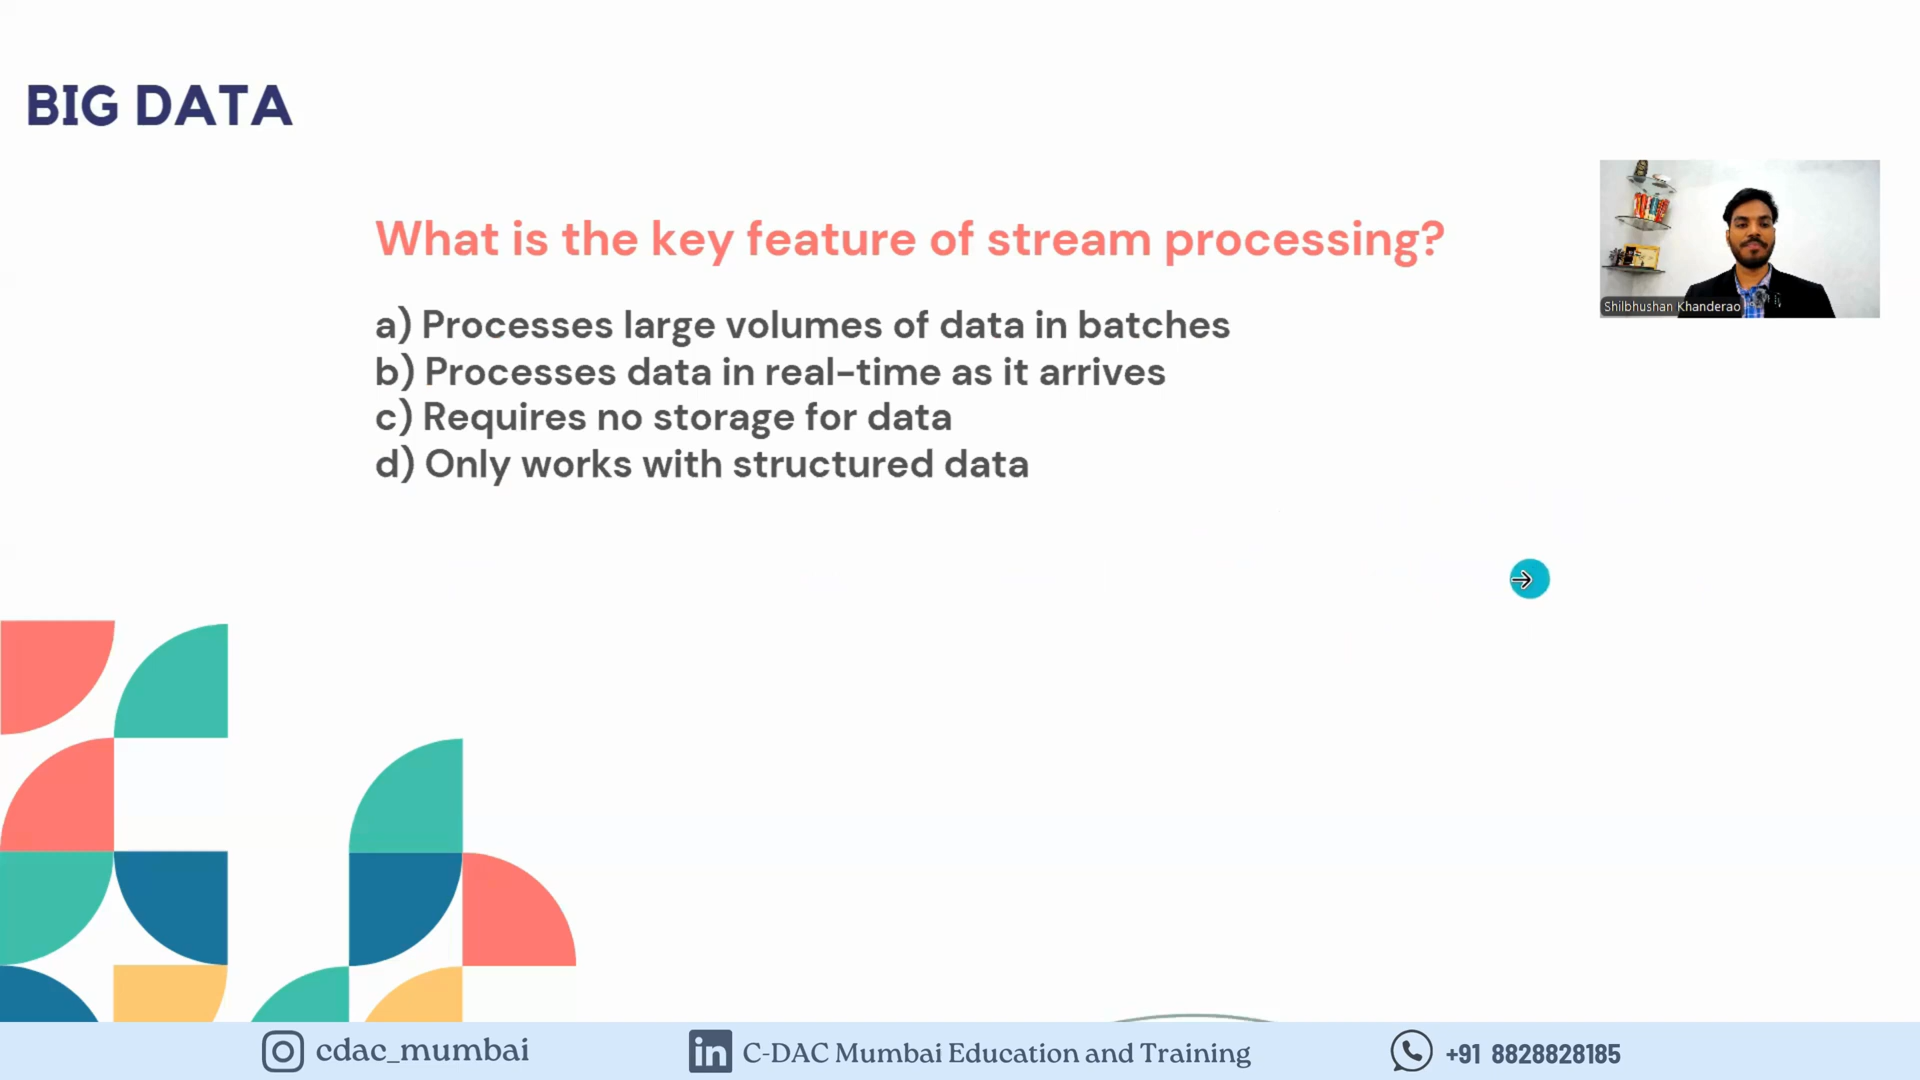 BIG DATA
What is the key feature of stream processing?
a) Processes large volumes of data in batches
b) Processes data in real-time as it arrives
c) Requires no storage for data
d) Only works with structured data
Shilbhushan Khanderao
cdac_mumbai
in C-DAC Mumbai Education and Training
+91 8828828185